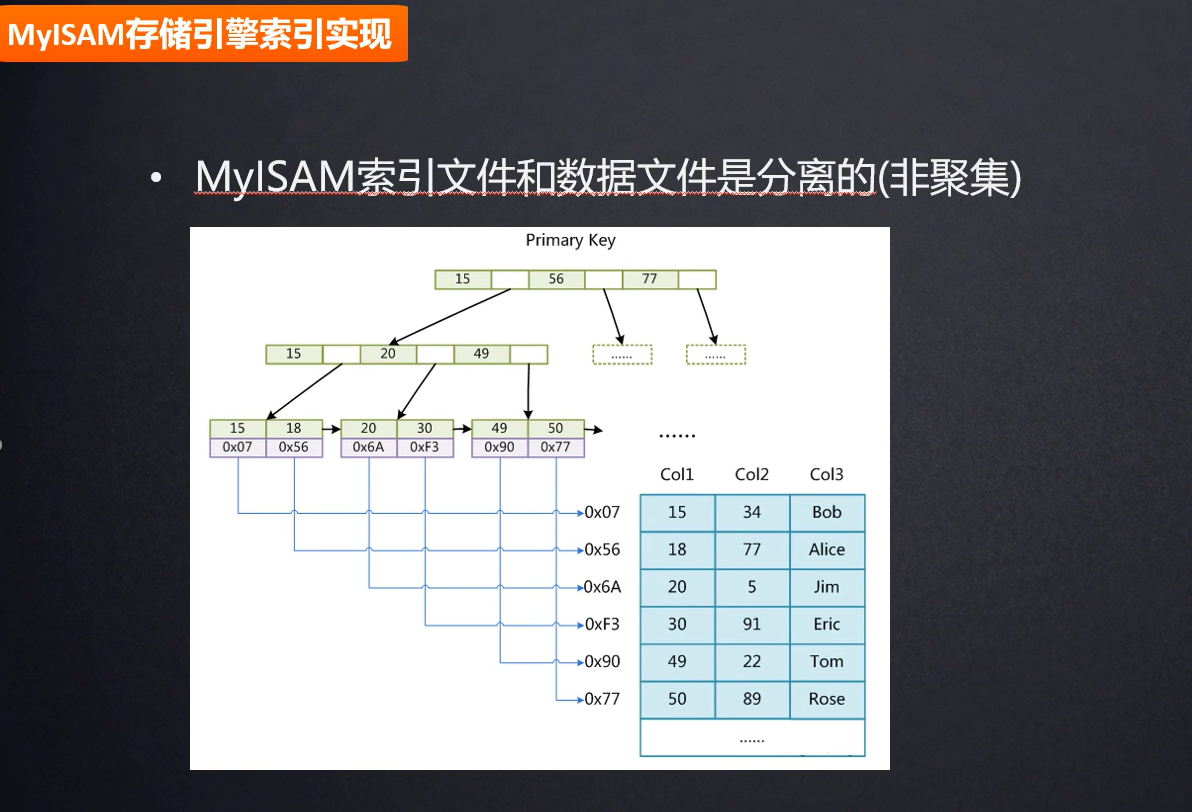 MyISAM存储引擎索引实现
• MyISAM索引文件和数据文件是分离的(非聚集)
Primary Key
15 56 77
15 20 49 ...... ......
15 18 20 30 49 50
0x07 0x56 0x6A 0xF3 0x90 0x77
......
Col1 Col2 Col3
0x07 15 34 Bob
0x56 18 77 Alice
0x6A 20 5 Jim
0xF3 30 91 Eric
0x90 49 22 Tom
0x77 50 89 Rose
......